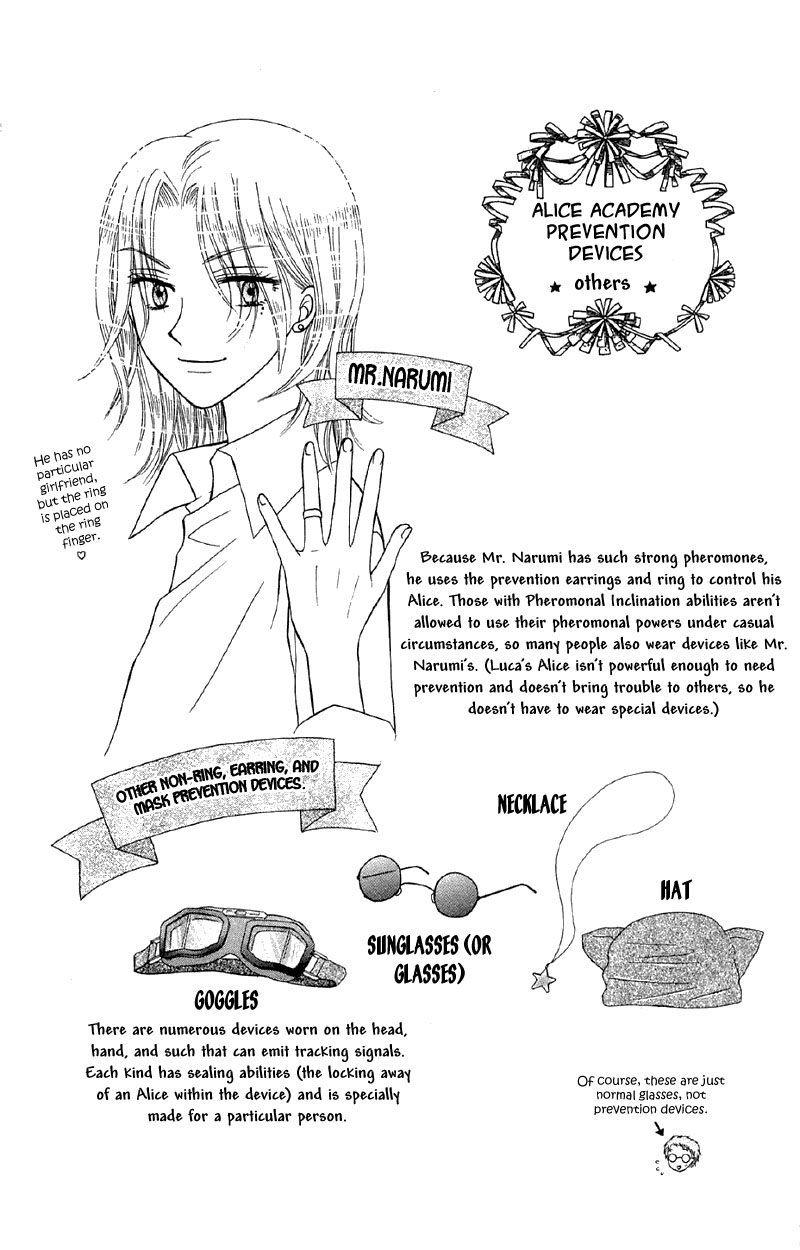 ALICE ACADEMY
PREVENTION
DEVICES
★ others ★
MR.NARUMI
He has no
particular
girlfriend,
but the ring
is placed on
the ring
finger.
♡
Because Mr. Narumi has such strong pheromones,
he uses the prevention earrings and ring to control his
Alice. Those with Pheromonal Inclination abilities aren't
allowed to use their pheromonal powers under casual
circumstances, so many people also wear devices like Mr.
Narumi's. (Luca's Alice isn't powerful enough to need
prevention and doesn't bring trouble to others, so he
doesn't have to wear special devices.)
OTHER NON-RING, EARRING, AND
MASK PREVENTION DEVICES.
NECKLACE
HAT
SUNGLASSES (OR
GLASSES)
GOGGLES
There are numerous devices worn on the head,
hand, and such that can emit tracking signals.
Each kind has sealing abilities (the locking away
of an Alice within the device) and is specially
made for a particular person.
Of course, these are just
normal glasses, not
prevention devices.